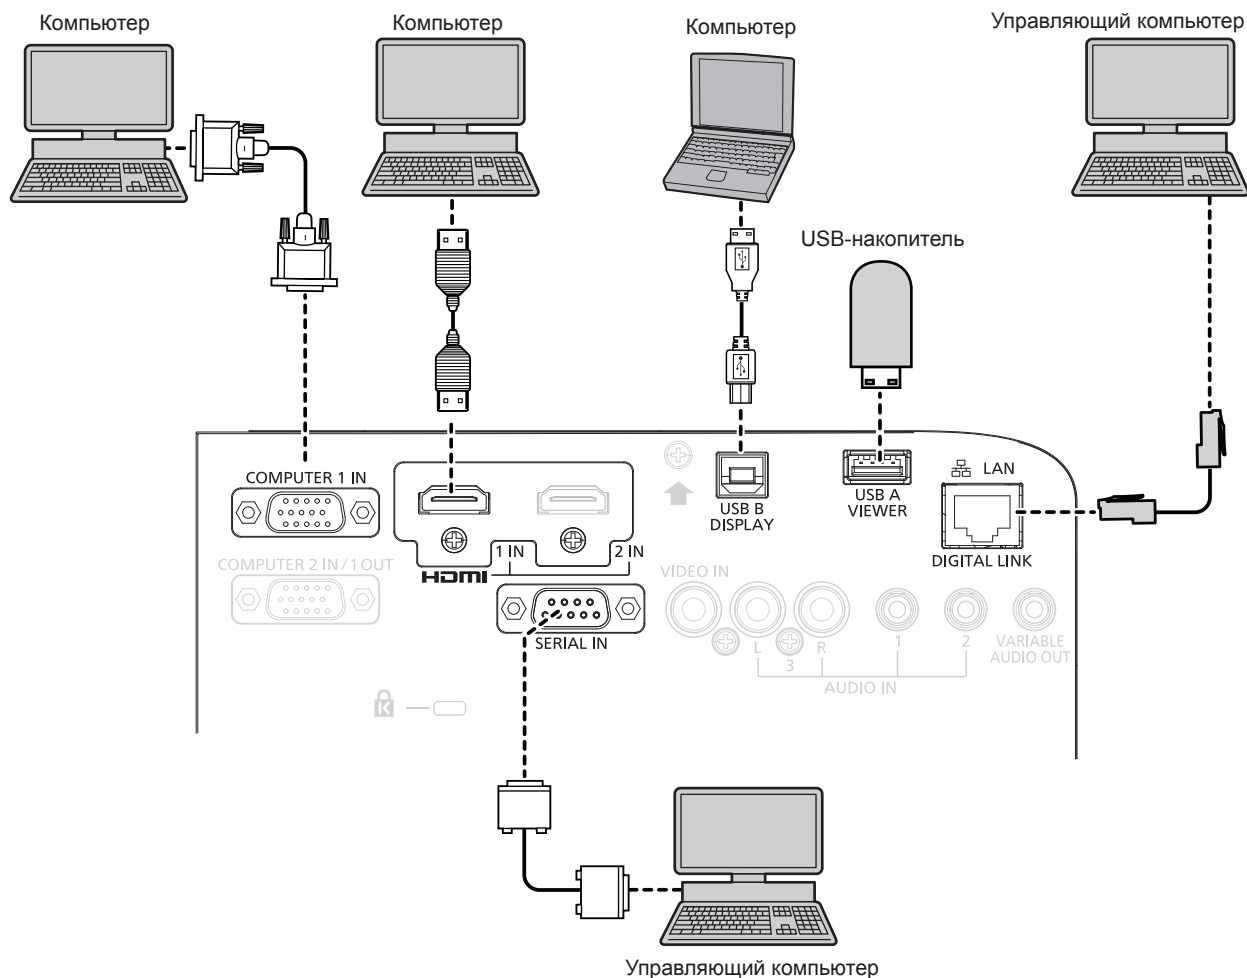 Компьютер
Компьютер
Компьютер
Управляющий компьютер
USB-накопитель
COMPUTER 1 IN
COMPUTER 2 IN / 1 OUT
HDMI
1 IN
2 IN
SERIAL IN
USB B
DISPLAY
USB A
VIEWER
LAN
DIGITAL LINK
VIDEO IN
L
R
3
1
2
AUDIO IN
VARIABLE
AUDIO OUT
K
Управляющий компьютер